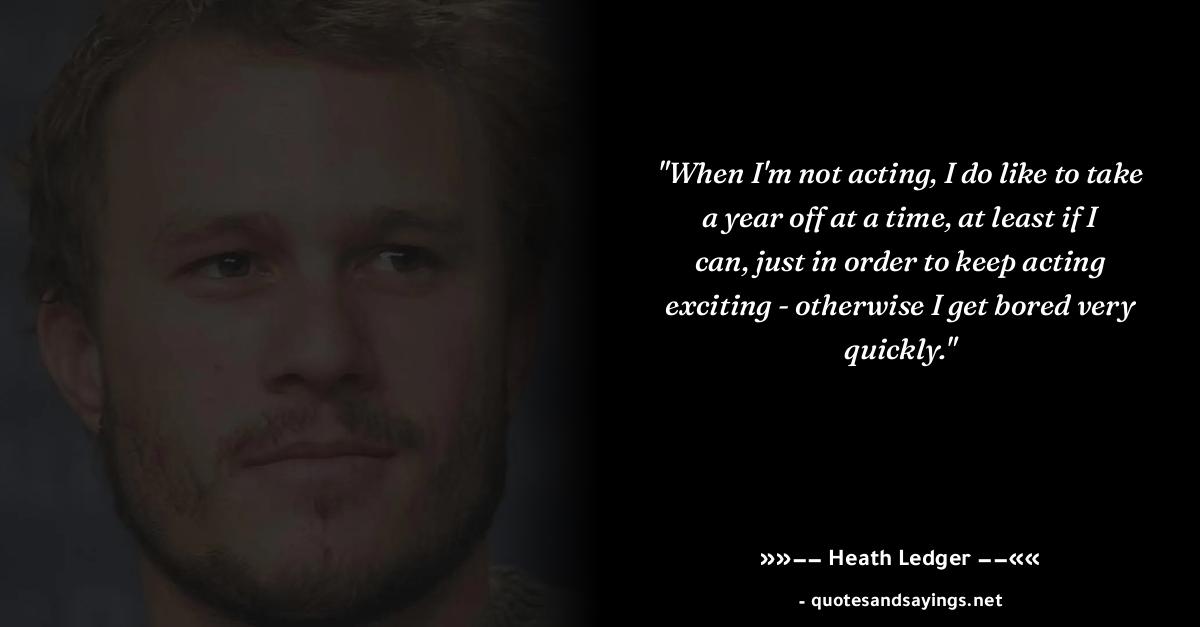 "When I'm not acting, I do like to take
a year off at a time, at least if I
can, just in order to keep acting
exciting - otherwise I get bored very
quickly."
»»–– Heath Ledger ––««
- quotesandsayings.net